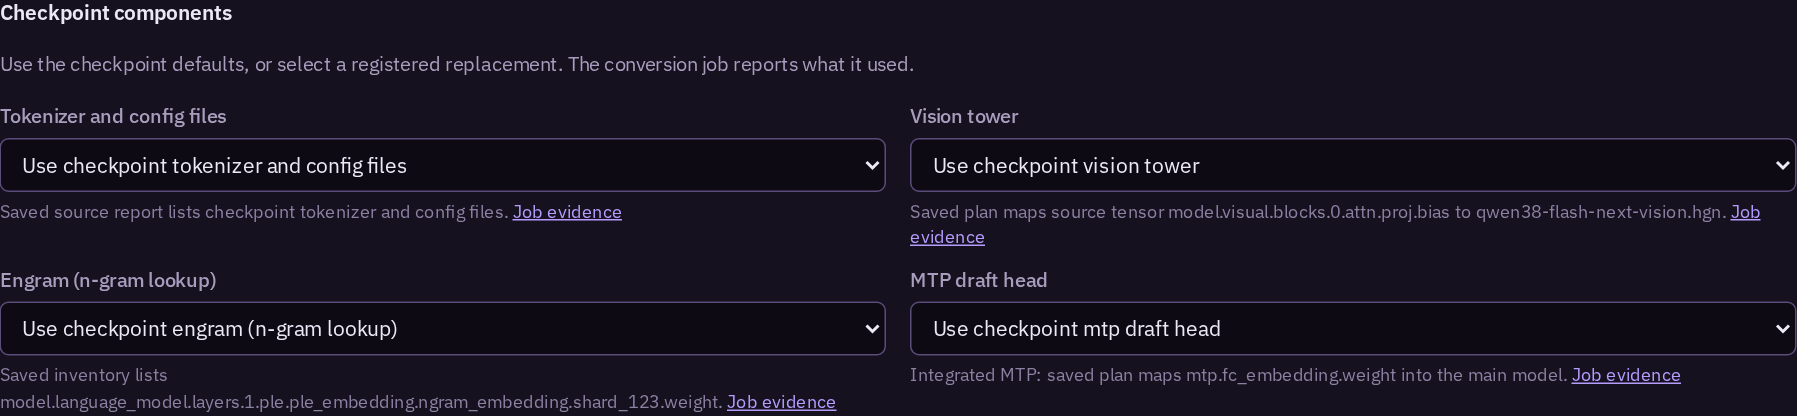 Checkpoint components
Use the checkpoint defaults, or select a registered replacement. The conversion job reports what it used.
Tokenizer and config files
Use checkpoint tokenizer and config files
Saved source report lists checkpoint tokenizer and config files. Job evidence
Vision tower
Use checkpoint vision tower
Saved plan maps source tensor model.visual.blocks.0.attn.proj.bias to qwen38-flash-next-vision.hgn. Job
evidence
Engram (n-gram lookup)
Use checkpoint engram (n-gram lookup)
Saved inventory lists
model.language_model.layers.1.ple.ple_embedding.ngram_embedding.shard_123.weight. Job evidence
MTP draft head
Use checkpoint mtp draft head
Integrated MTP: saved plan maps mtp.fc_embedding.weight into the main model. Job evidence